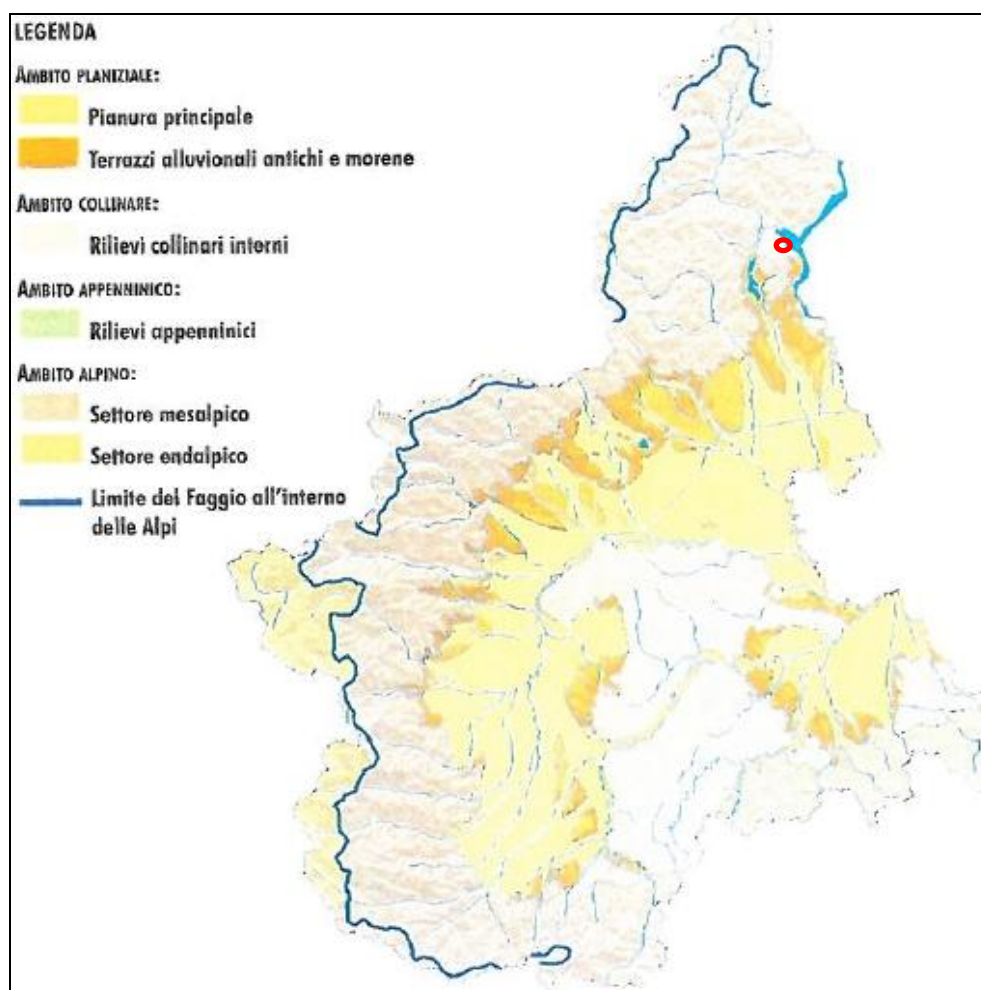 LEGENDA
AMBITO PLANIZIALE:
Pianura principale
Terrazzi alluvionali antichi e morene
AMBITO COLLINARE:
Rilievi collinari interni
AMBITO APPENNINICO:
Rilievi appenninici
AMBITO ALPINO:
Settore mesalpico
Settore endalpico
Limite del Faggio all'interno
delle Alpi